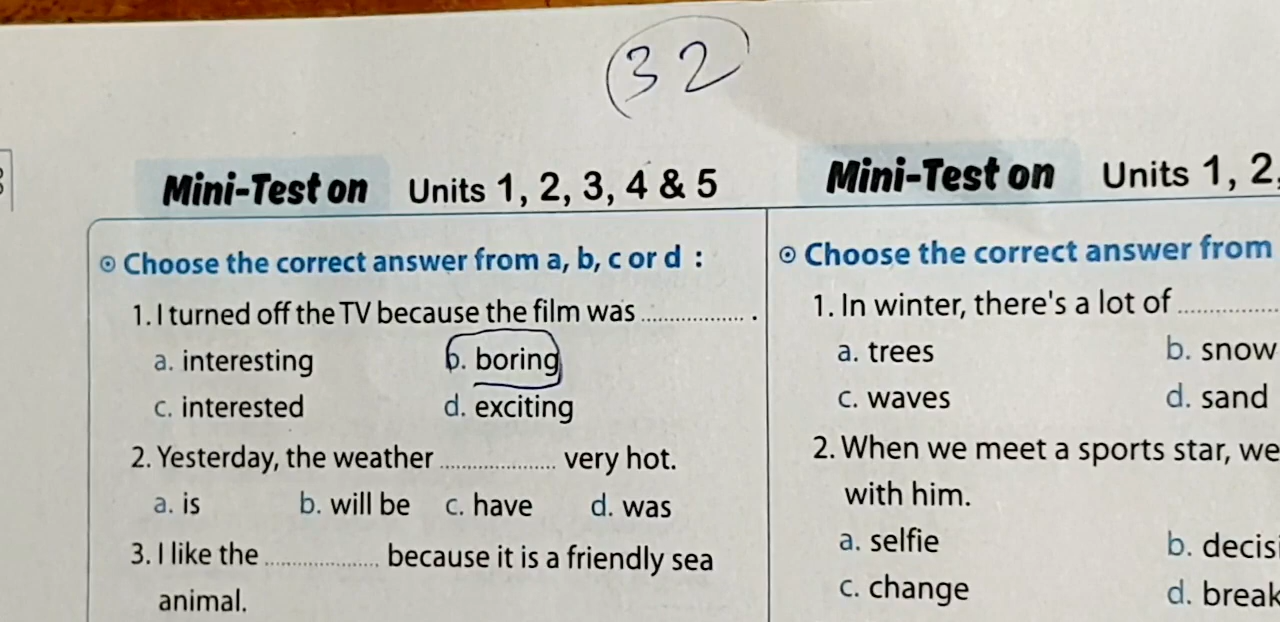 32
Mini-Test on Units 1, 2, 3, 4 & 5
⊙ Choose the correct answer from a, b, c or d :
1. I turned off the TV because the film was .................. .
a. interesting b. boring
c. interested d. exciting
2. Yesterday, the weather .................... very hot.
a. is b. will be c. have d. was
3. I like the .................... because it is a friendly sea
animal.
Mini-Test on Units 1, 2,
⊙ Choose the correct answer from
1. In winter, there's a lot of ..................
a. trees b. snow
c. waves d. sand
2. When we meet a sports star, we
with him.
a. selfie
c. change d. break